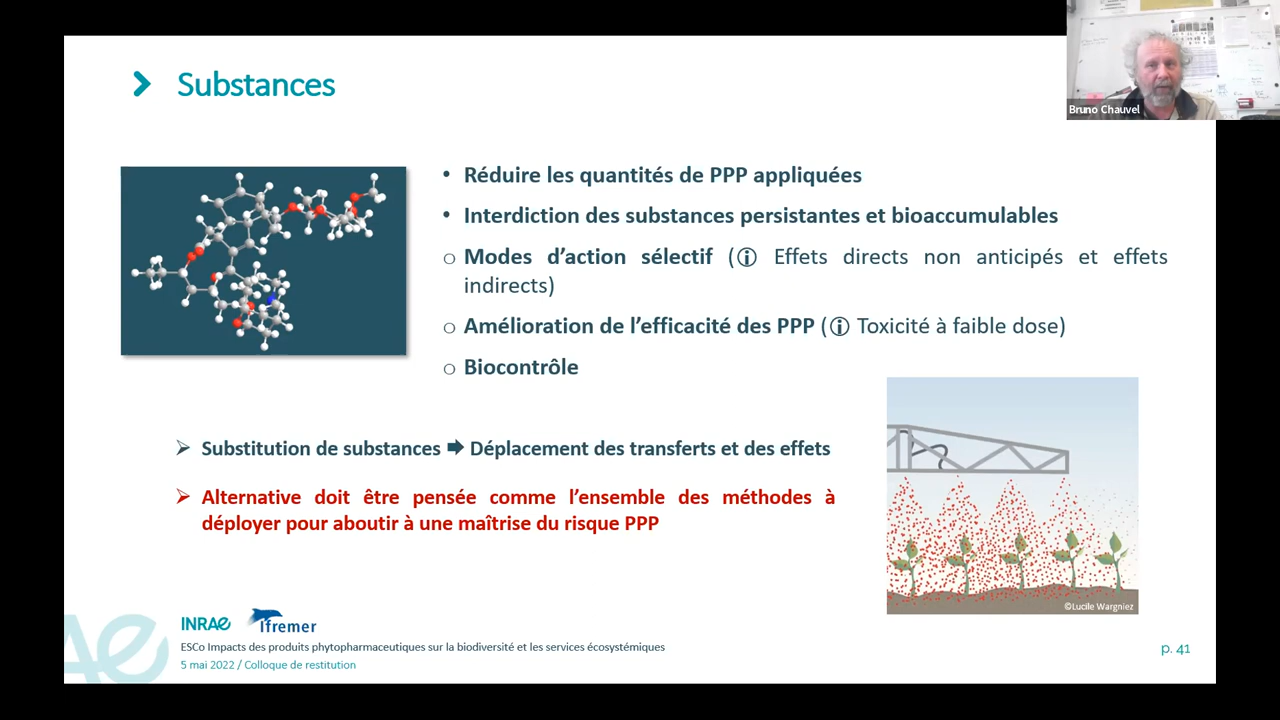 Bruno Chauvel
Substances
• Réduire les quantités de PPP appliquées
• Interdiction des substances persistantes et bioaccumulables
○ Modes d'action sélectif (ⓘ Effets directs non anticipés et effets
indirects)
○ Amélioration de l'efficacité des PPP (ⓘ Toxicité à faible dose)
○ Biocontrôle
➢ Substitution de substances ➡ Déplacement des transferts et des effets
➢ Alternative doit être pensée comme l'ensemble des méthodes à
déployer pour aboutir à une maîtrise du risque PPP
©Lucile Wargniez
INRAE Ifremer
ESCo Impacts des produits phytopharmaceutiques sur la biodiversité et les services écosystémiques
5 mai 2022 / Colloque de restitution
p. 41